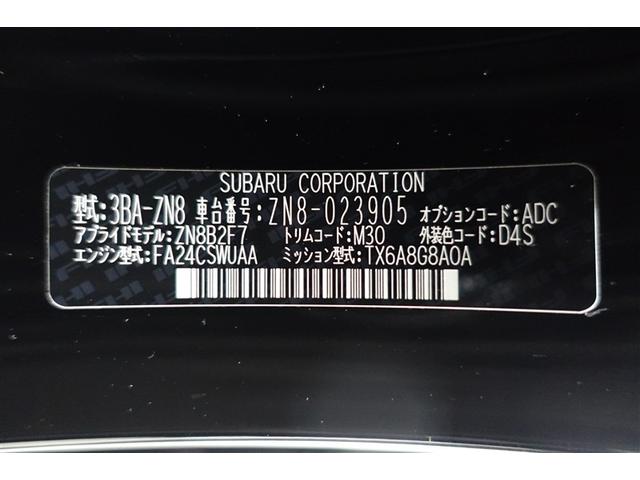 SUBARU CORPORATION
型式:3BA-ZN8 車台番号:ZN8-023905 オプションコード:ADC
アプライドモデル:ZN8B2F7 トリムコード:M30 外装色コード:D4S
エンジン型式:FA24CSWUAA ミッション型式:TX6A8G8A0A